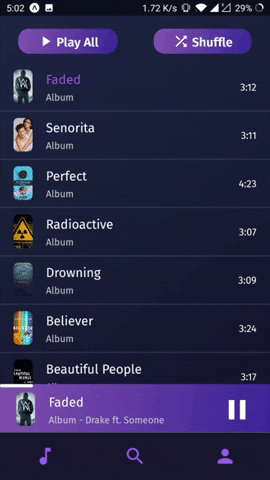 5:02
1.72 K/s
29%
Play All
Shuffle
Faded
Album
3:12
Senorita
Album
3:11
Perfect
Album
4:23
Radioactive
Album
3:07
Drowning
Album
3:09
Believer
Album
3:24
Beautiful People
Album
3:17
Faded
Album - Drake ft. Someone